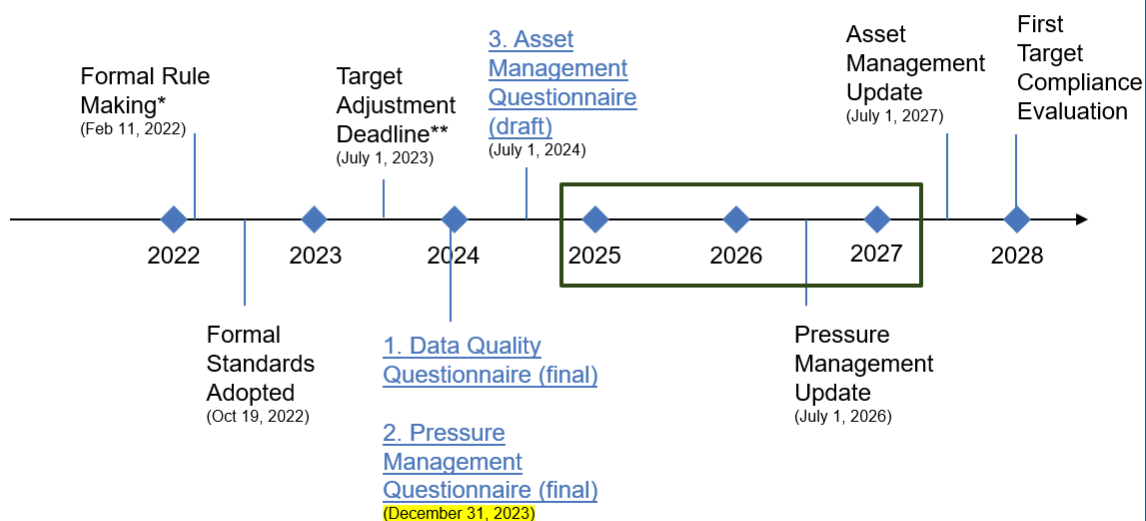 Formal Rule
Making*
(Feb 11, 2022)
Target
Adjustment
Deadline**
(July 1, 2023)
3. Asset
Management
Questionnaire
(draft)
(July 1, 2024)
Asset
Management
Update
(July 1, 2027)
First
Target
Compliance
Evaluation
2022
2023
2024
2025
2026
2027
2028
Formal
Standards
Adopted
(Oct 19, 2022)
1. Data Quality
Questionnaire (final)
2. Pressure
Management
Questionnaire (final)
(December 31, 2023)
Pressure
Management
Update
(July 1, 2026)